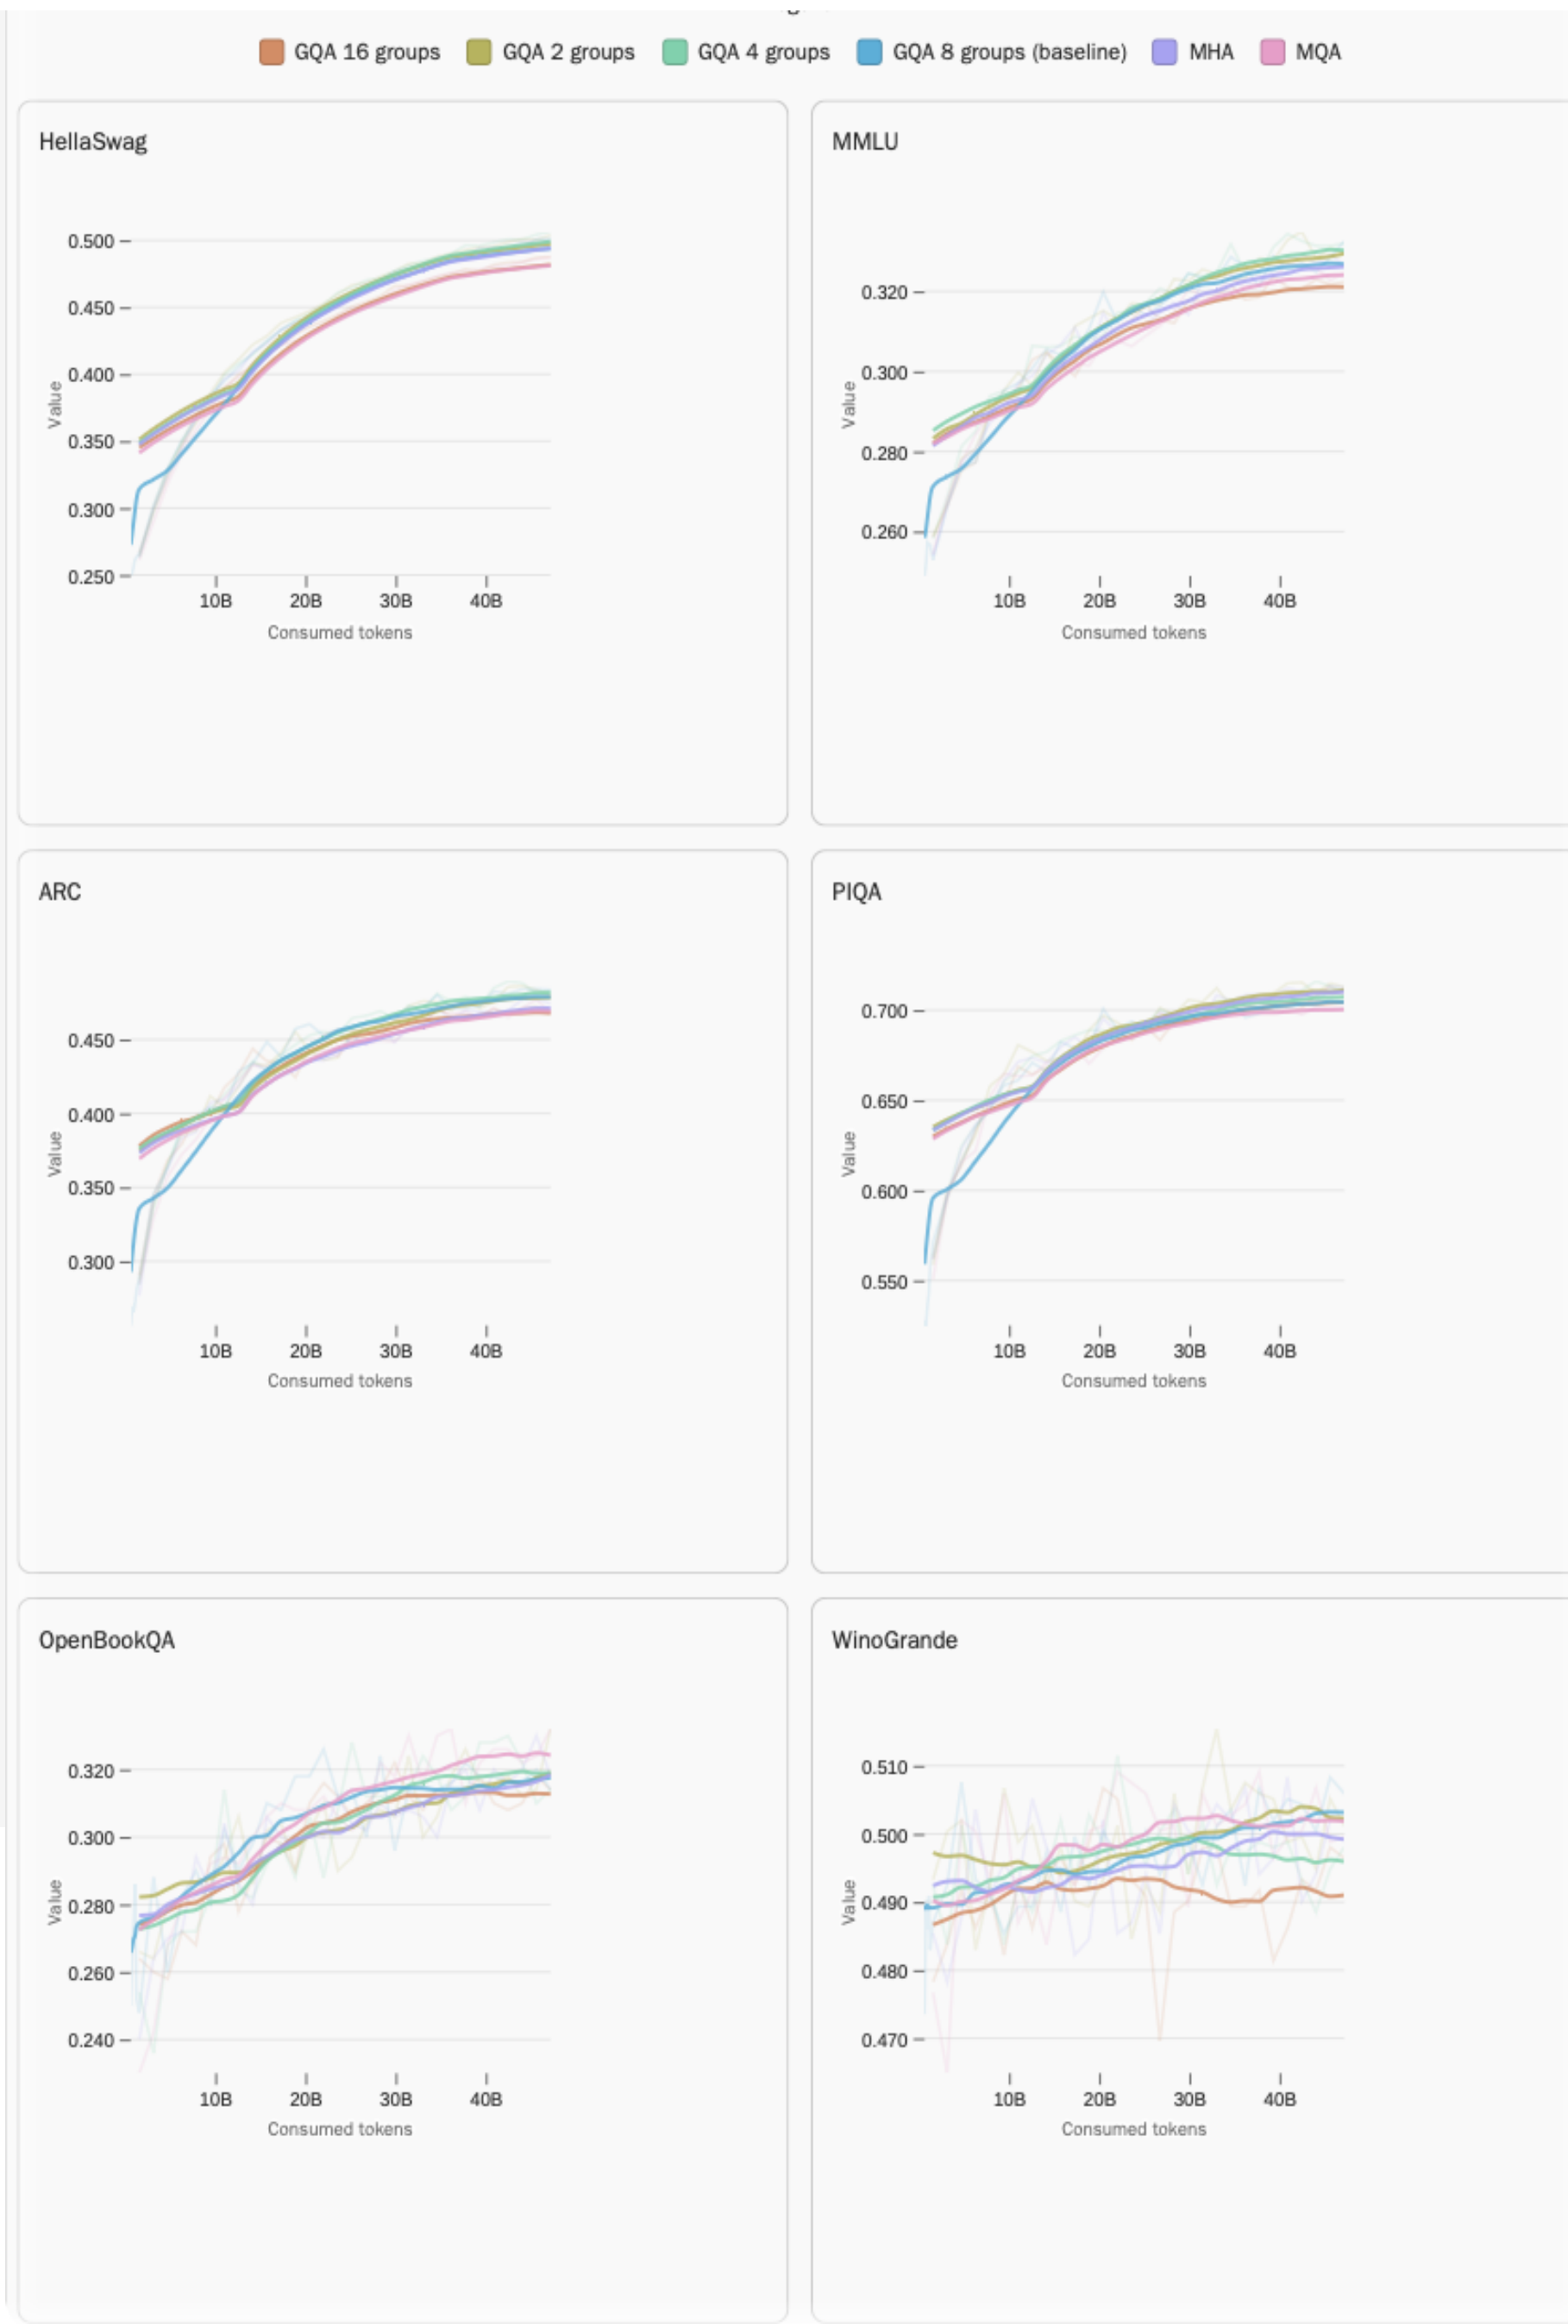 GQA 16 groups GQA 2 groups GQA 4 groups GQA 8 groups (baseline) MHA MQA
HellaSwag
0.500
0.450
0.400
0.350
0.300
0.250
Value
10B 20B 30B 40B
Consumed tokens
MMLU
0.320
0.300
0.280
0.260
Value
10B 20B 30B 40B
Consumed tokens
ARC
0.450
0.400
0.350
0.300
Value
10B 20B 30B 40B
Consumed tokens
PIQA
0.700
0.650
0.600
0.550
Value
10B 20B 30B 40B
Consumed tokens
OpenBookQA
0.320
0.300
0.280
0.260
0.240
Value
10B 20B 30B 40B
Consumed tokens
WinoGrande
0.510
0.500
0.490
0.480
0.470
Value
10B 20B 30B 40B
Consumed tokens